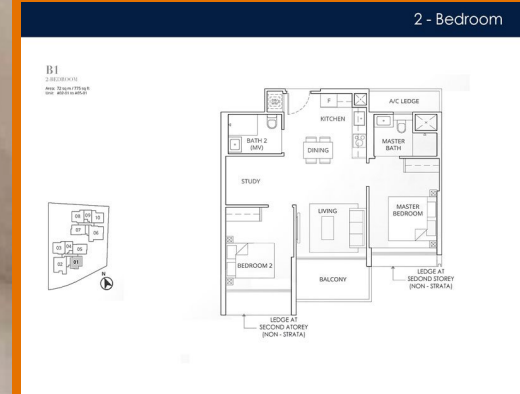 2 - Bedroom
B1
2-BEDROOM
Area: 72 sq m / 775 sq ft
A/C LEDGE
F
KITCHEN
BATH 2
(MV)
DINING
MASTER
BATH
STUDY
LIVING
MASTER
BEDROOM
BEDROOM 2
BALCONY
LEDGE AT
SEDOND STOREY
(NON - STRATA)
LEDGE AT
SECOND ATOREY
(NON - STRATA)
08
09
10
07
06
03
04
05
02
01
N